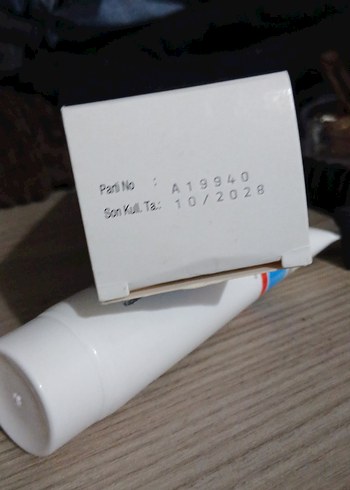 Parti No : A19940
Son Kull. Ta.: 10/2028